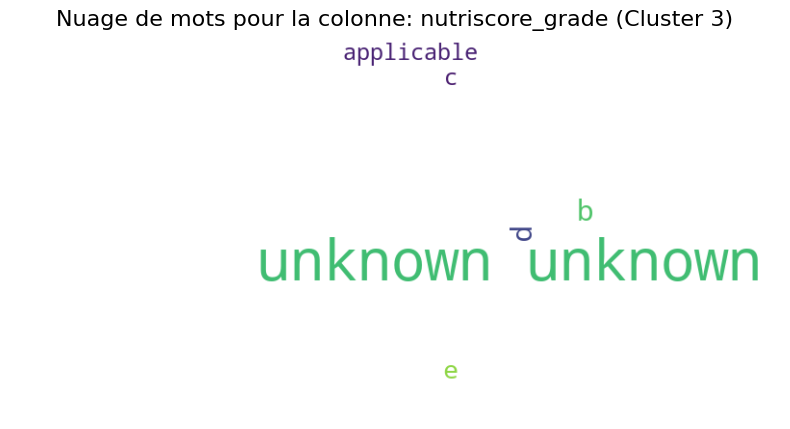 Nuage de mots pour la colonne: nutriscore_grade (Cluster 3)
applicable
c
b
d
unknown unknown
e